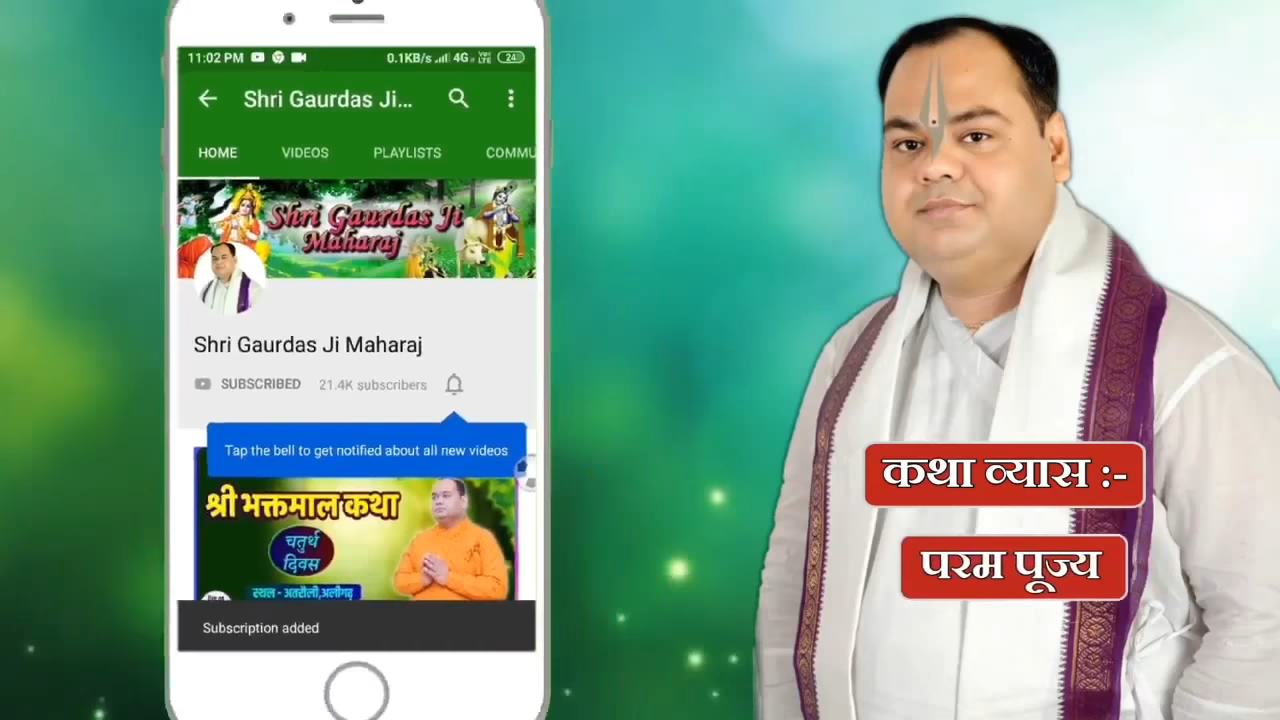 11:02 PM
0.1KB/s
4G
VoLTE
24
Shri Gaurdas Ji...
HOME
VIDEOS
PLAYLISTS
COMMU
Shri Gaurdas Ji
Maharaj
Shri Gaurdas Ji Maharaj
SUBSCRIBED
21.4K subscribers
Tap the bell to get notified about all new videos
श्री भक्तमाल कथा
चतुर्थ
दिवस
स्थल - अतरौली,अलीगढ़
Subscription added
कथा व्यास :-
परम पूज्य